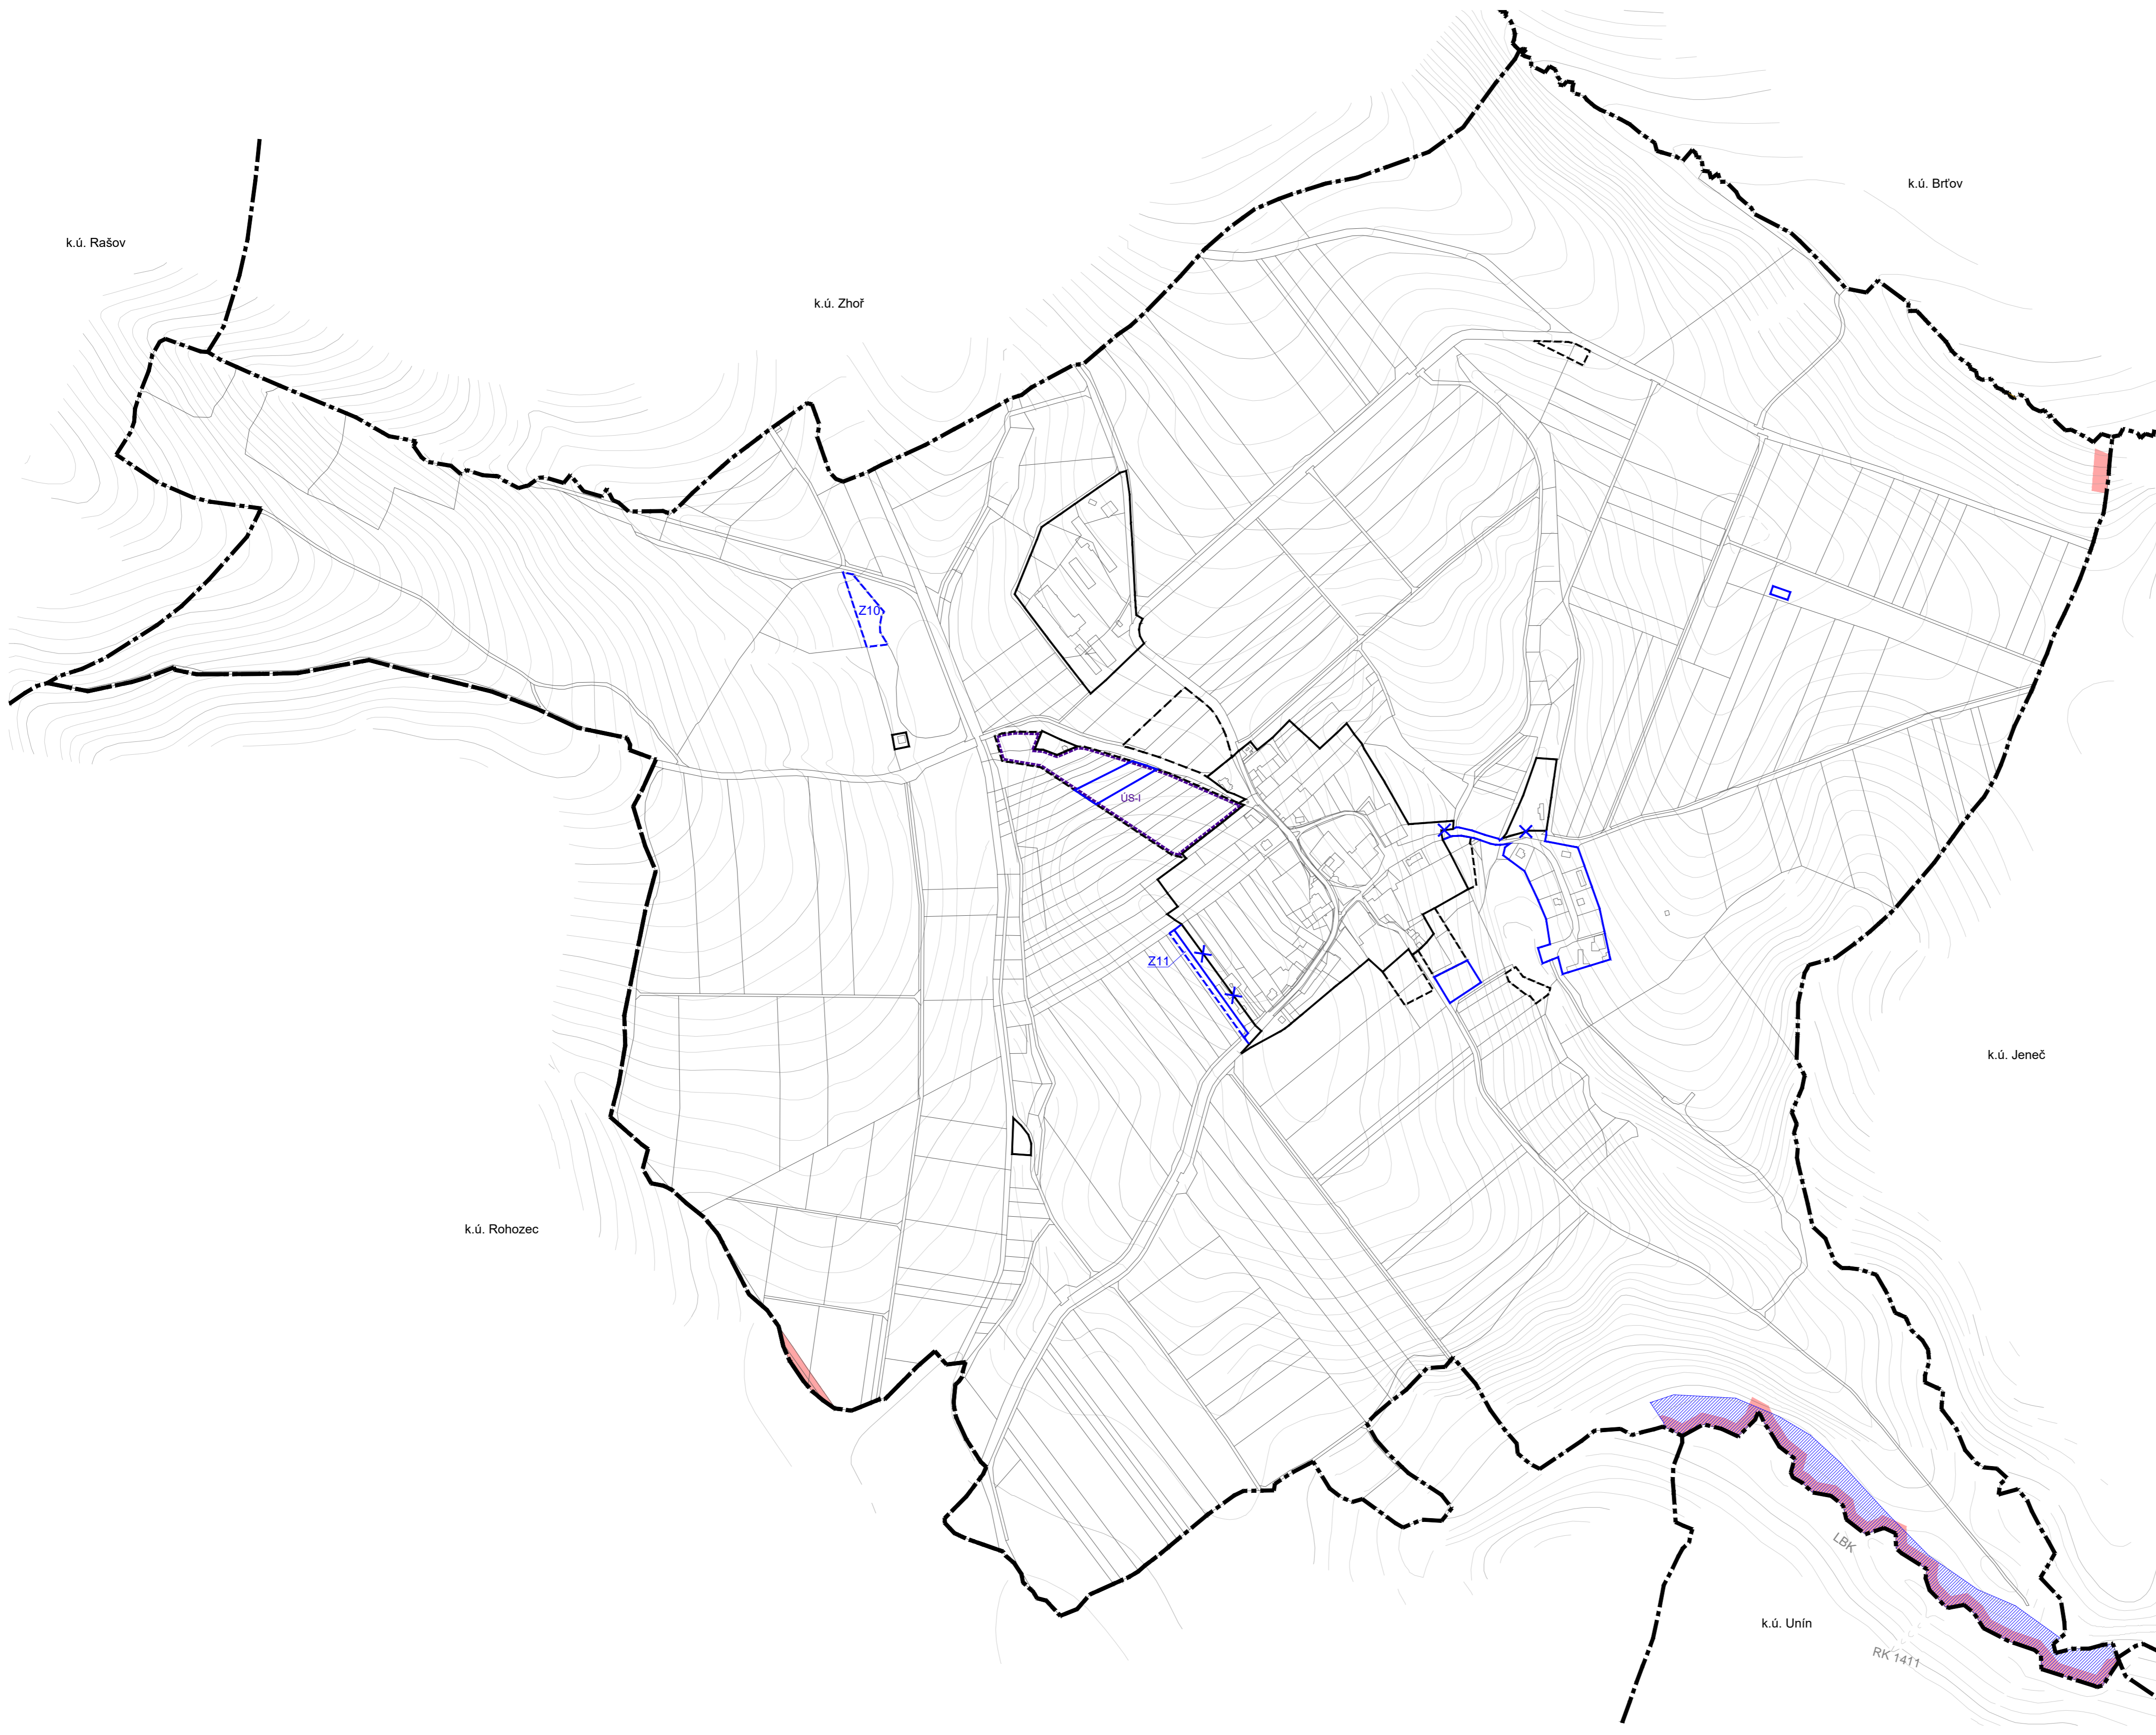 k.ú. Brťov
k.ú. Rašov
k.ú. Zhoř
Z10
ÚS-I
Z11
k.ú. Jeneč
k.ú. Rohozec
LBK
k.ú. Unín
RK 1411